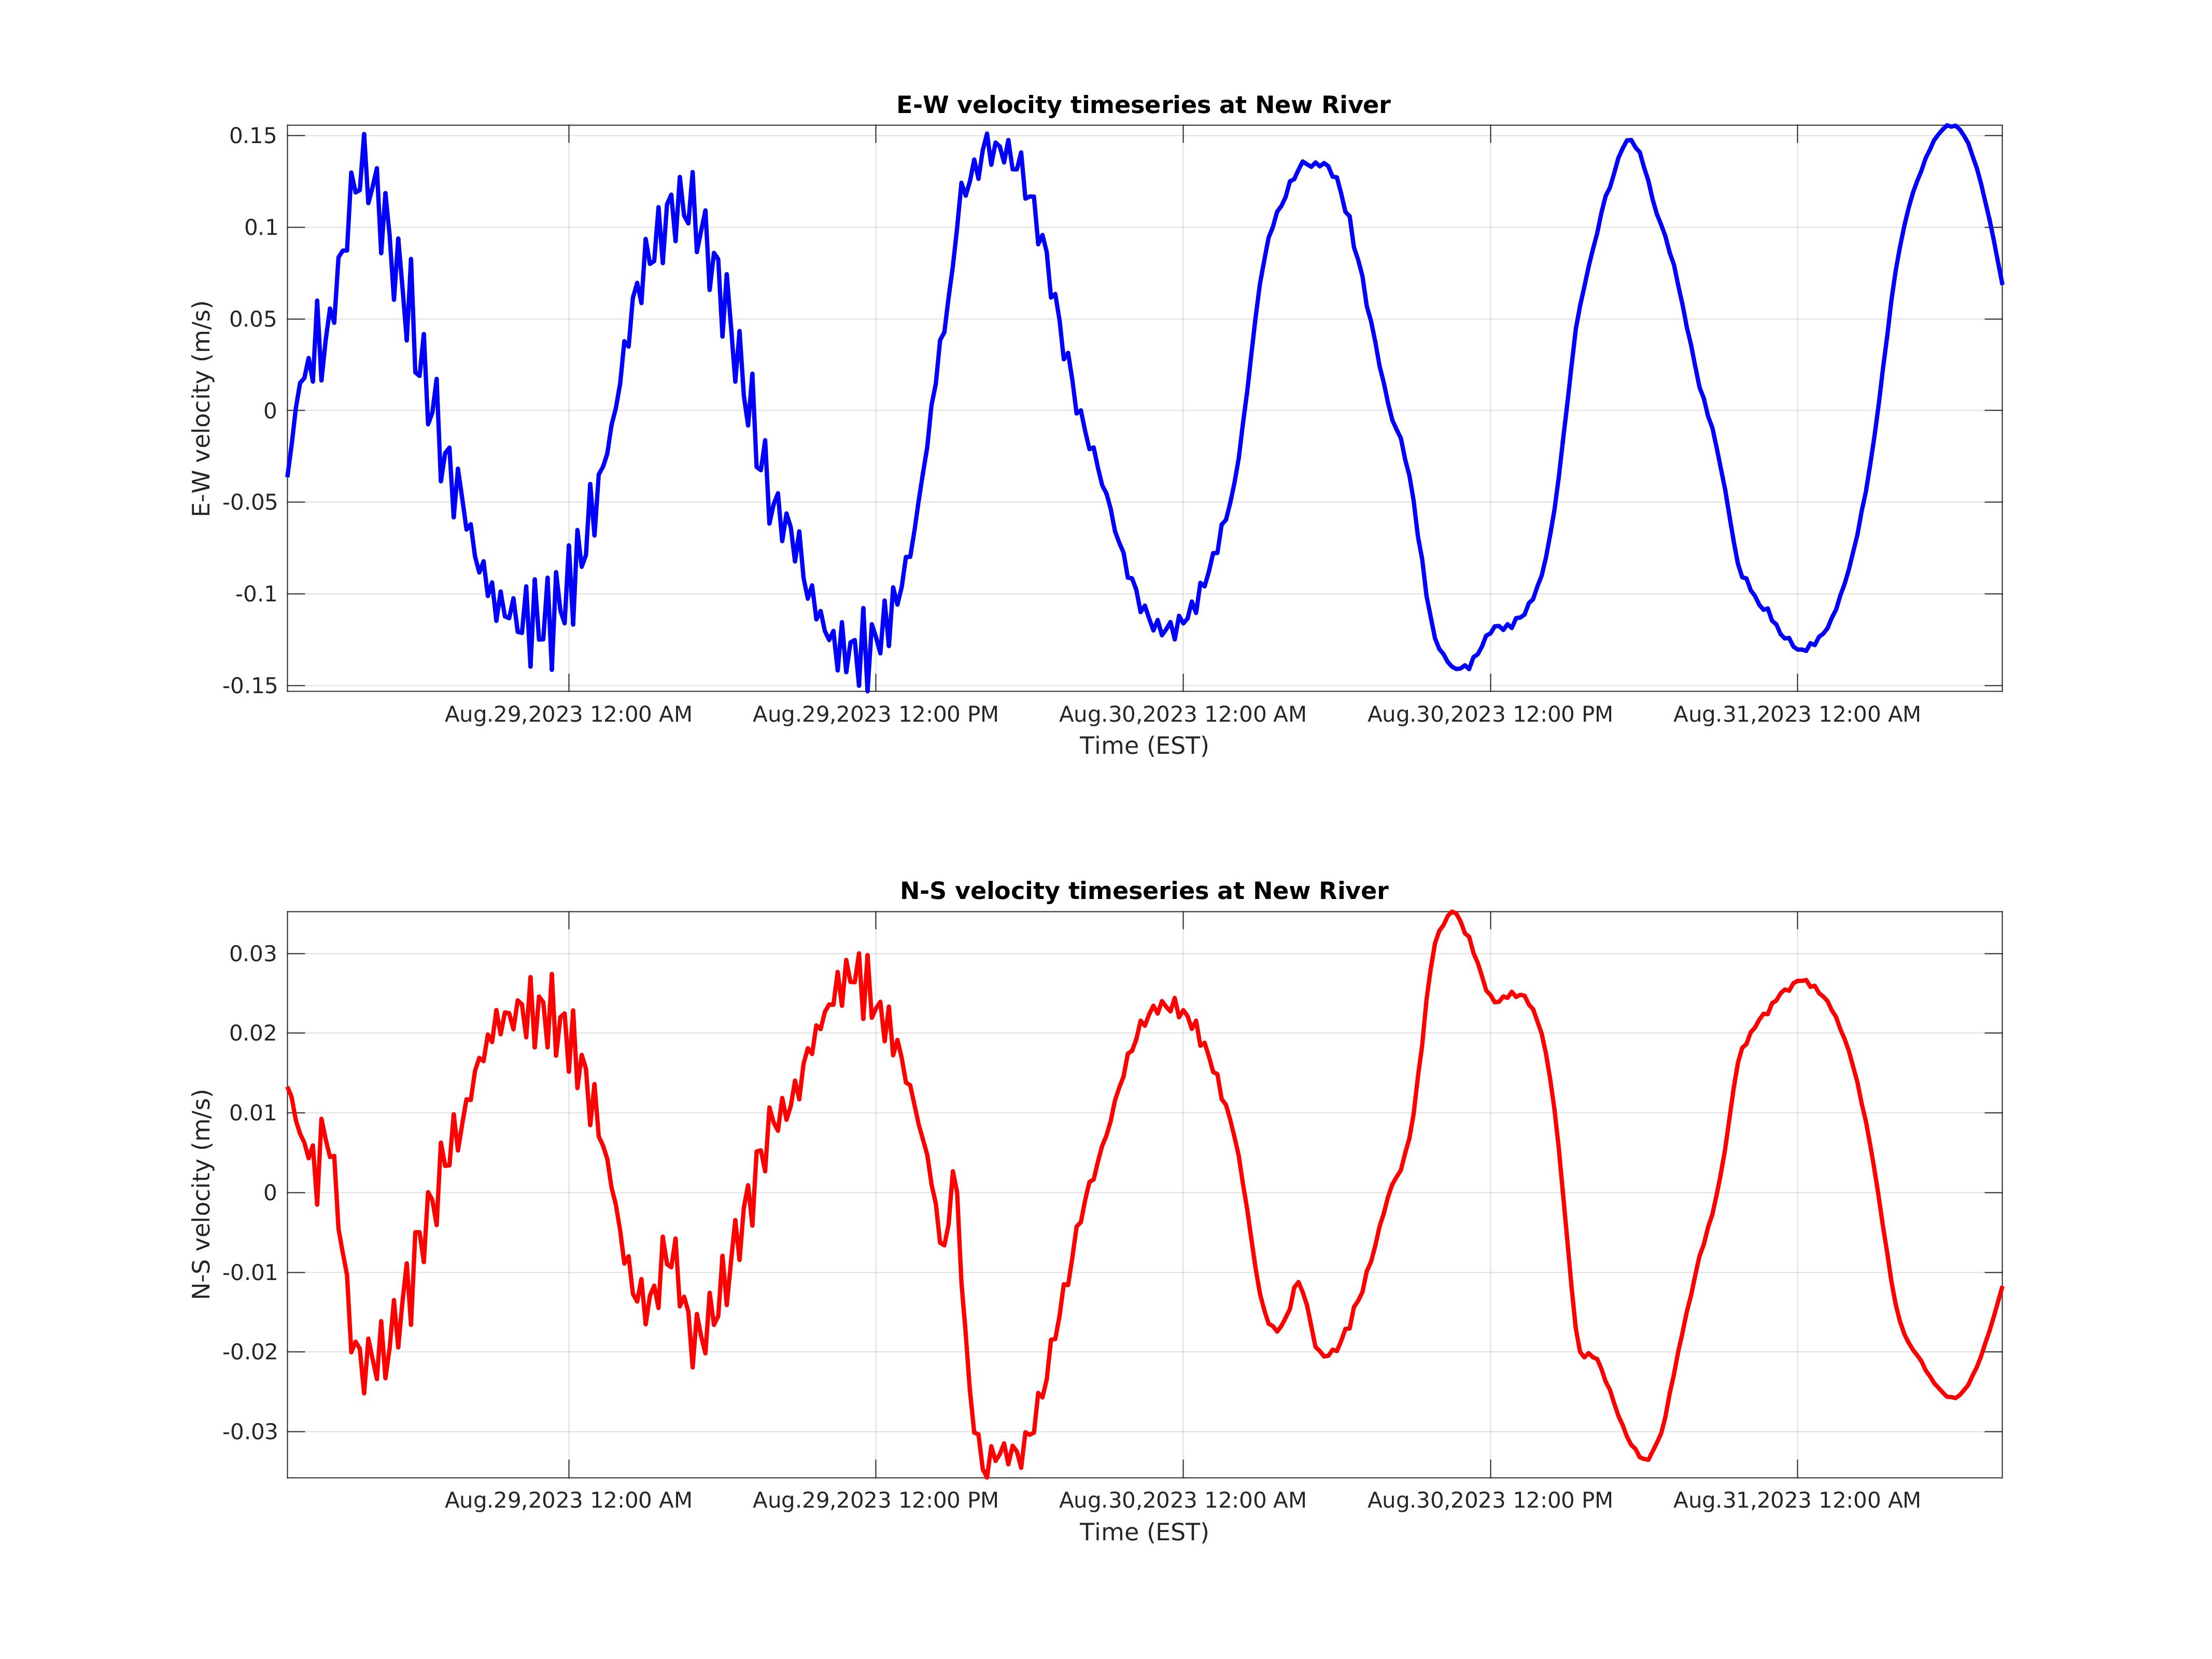 E-W velocity timeseries at New River
E-W velocity (m/s)
0.15
0.1
0.05
0
-0.05
-0.1
-0.15
Aug.29,2023 12:00 AM
Aug.29,2023 12:00 PM
Aug.30,2023 12:00 AM
Aug.30,2023 12:00 PM
Aug.31,2023 12:00 AM
Time (EST)
N-S velocity timeseries at New River
N-S velocity (m/s)
0.03
0.02
0.01
0
-0.01
-0.02
-0.03
Aug.29,2023 12:00 AM
Aug.29,2023 12:00 PM
Aug.30,2023 12:00 AM
Aug.30,2023 12:00 PM
Aug.31,2023 12:00 AM
Time (EST)